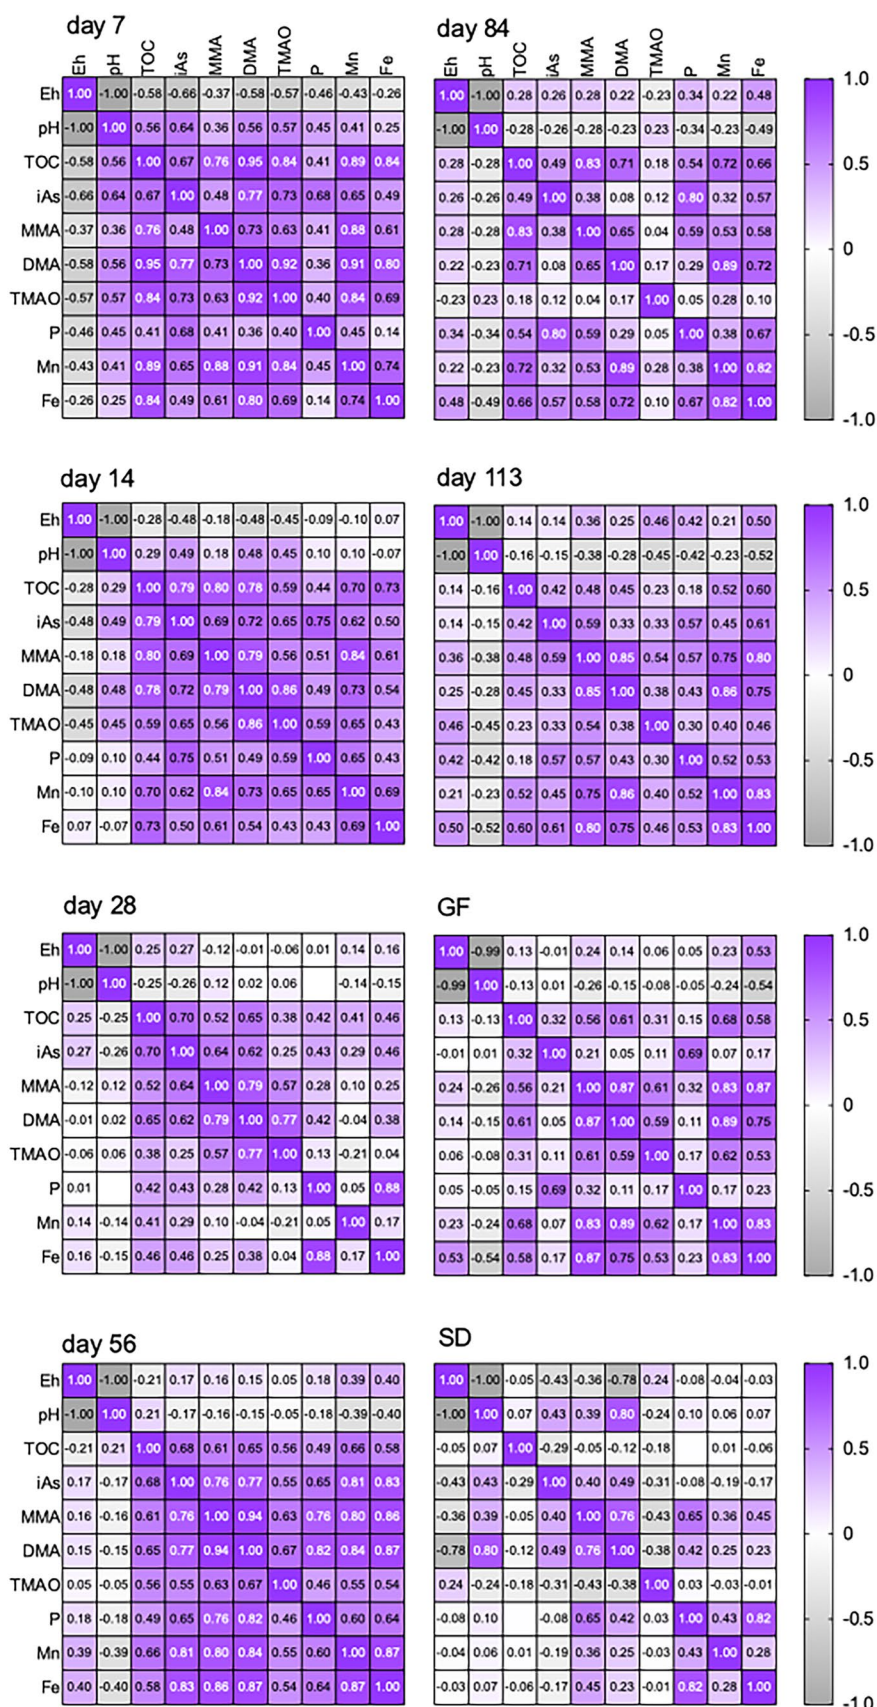 day 7
Eh pH TOC iAs MMA DMA TMAO P Mn Fe
Eh 1.00 -1.00 -0.58 -0.66 -0.37 -0.58 -0.57 -0.46 -0.43 -0.26
pH -1.00 1.00 0.56 0.64 0.36 0.56 0.57 0.45 0.41 0.25
TOC -0.58 0.56 1.00 0.67 0.76 0.95 0.84 0.41 0.89 0.84
iAs -0.66 0.64 0.67 1.00 0.48 0.77 0.73 0.68 0.65 0.49
MMA -0.37 0.36 0.76 0.48 1.00 0.73 0.63 0.41 0.88 0.61
DMA -0.58 0.56 0.95 0.77 0.73 1.00 0.92 0.36 0.91 0.80
TMAO -0.57 0.57 0.84 0.73 0.63 0.92 1.00 0.40 0.84 0.69
P -0.46 0.45 0.41 0.68 0.41 0.36 0.40 1.00 0.45 0.14
Mn -0.43 0.41 0.89 0.65 0.88 0.91 0.84 0.45 1.00 0.74
Fe -0.26 0.25 0.84 0.49 0.61 0.80 0.69 0.14 0.74 1.00
day 84
Eh pH TOC iAs MMA DMA TMAO P Mn Fe
1.00 -1.00 0.28 0.26 0.28 0.22 -0.23 0.34 0.22 0.48
-1.00 1.00 -0.28 -0.26 -0.28 -0.23 0.23 -0.34 -0.23 -0.49
0.28 -0.28 1.00 0.49 0.83 0.71 0.18 0.54 0.72 0.66
0.26 -0.26 0.49 1.00 0.38 0.08 0.12 0.80 0.32 0.57
0.28 -0.28 0.83 0.38 1.00 0.65 0.04 0.59 0.53 0.58
0.22 -0.23 0.71 0.08 0.65 1.00 0.17 0.29 0.89 0.72
-0.23 0.23 0.18 0.12 0.04 0.17 1.00 0.05 0.28 0.10
0.34 -0.34 0.54 0.80 0.59 0.29 0.05 1.00 0.38 0.67
0.22 -0.23 0.72 0.32 0.53 0.89 0.28 0.38 1.00 0.82
0.48 -0.49 0.66 0.57 0.58 0.72 0.10 0.67 0.82 1.00
1.0
0.5
0
-0.5
-1.0
day 14
Eh 1.00 -1.00 -0.28 -0.48 -0.18 -0.48 -0.45 -0.09 -0.10 0.07
pH -1.00 1.00 0.29 0.49 0.18 0.48 0.45 0.10 0.10 -0.07
TOC -0.28 0.29 1.00 0.79 0.80 0.78 0.59 0.44 0.70 0.73
iAs -0.48 0.49 0.79 1.00 0.69 0.72 0.65 0.75 0.62 0.50
MMA -0.18 0.18 0.80 0.69 1.00 0.79 0.56 0.51 0.84 0.61
DMA -0.48 0.48 0.78 0.72 0.79 1.00 0.86 0.49 0.73 0.54
TMAO -0.45 0.45 0.59 0.65 0.56 0.86 1.00 0.59 0.65 0.43
P -0.09 0.10 0.44 0.75 0.51 0.49 0.59 1.00 0.65 0.43
Mn -0.10 0.10 0.70 0.62 0.84 0.73 0.65 0.65 1.00 0.69
Fe 0.07 -0.07 0.73 0.50 0.61 0.54 0.43 0.43 0.69 1.00
day 113
1.00 -1.00 0.14 0.14 0.36 0.25 0.46 0.42 0.21 0.50
-1.00 1.00 -0.16 -0.15 -0.38 -0.28 -0.45 -0.42 -0.23 -0.52
0.14 -0.16 1.00 0.42 0.48 0.45 0.23 0.18 0.52 0.60
0.14 -0.15 0.42 1.00 0.59 0.33 0.33 0.57 0.45 0.61
0.36 -0.38 0.48 0.59 1.00 0.85 0.54 0.57 0.75 0.80
0.25 -0.28 0.45 0.33 0.85 1.00 0.38 0.43 0.86 0.75
0.46 -0.45 0.23 0.33 0.54 0.38 1.00 0.30 0.40 0.46
0.42 -0.42 0.18 0.57 0.57 0.43 0.30 1.00 0.52 0.53
0.21 -0.23 0.52 0.45 0.75 0.86 0.40 0.52 1.00 0.83
0.50 -0.52 0.60 0.61 0.80 0.75 0.46 0.53 0.83 1.00
1.0
0.5
0
-0.5
-1.0
day 28
Eh 1.00 -1.00 0.25 0.27 -0.12 -0.01 -0.06 0.01 0.14 0.16
pH -1.00 1.00 -0.25 -0.26 0.12 0.02 0.06 -0.14 -0.15
TOC 0.25 -0.25 1.00 0.70 0.52 0.65 0.38 0.42 0.41 0.46
iAs 0.27 -0.26 0.70 1.00 0.64 0.62 0.25 0.43 0.29 0.46
MMA -0.12 0.12 0.52 0.64 1.00 0.79 0.57 0.28 0.10 0.25
DMA -0.01 0.02 0.65 0.62 0.79 1.00 0.77 0.42 -0.04 0.38
TMAO -0.06 0.06 0.38 0.25 0.57 0.77 1.00 0.13 -0.21 0.04
P 0.01 0.42 0.43 0.28 0.42 0.13 1.00 0.05 0.88
Mn 0.14 -0.14 0.41 0.29 0.10 -0.04 -0.21 0.05 1.00 0.17
Fe 0.16 -0.15 0.46 0.46 0.25 0.38 0.04 0.88 0.17 1.00
GF
1.00 -0.99 0.13 -0.01 0.24 0.14 0.06 0.05 0.23 0.53
-0.99 1.00 -0.13 0.01 -0.26 -0.15 -0.08 -0.05 -0.24 -0.54
0.13 -0.13 1.00 0.32 0.56 0.61 0.31 0.15 0.68 0.58
-0.01 0.01 0.32 1.00 0.21 0.05 0.11 0.69 0.07 0.17
0.24 -0.26 0.56 0.21 1.00 0.87 0.61 0.32 0.83 0.87
0.14 -0.15 0.61 0.05 0.87 1.00 0.59 0.11 0.89 0.75
0.06 -0.08 0.31 0.11 0.61 0.59 1.00 0.17 0.62 0.53
0.05 -0.05 0.15 0.69 0.32 0.11 0.17 1.00 0.17 0.23
0.23 -0.24 0.68 0.07 0.83 0.89 0.62 0.17 1.00 0.83
0.53 -0.54 0.58 0.17 0.87 0.75 0.53 0.23 0.83 1.00
1.0
0.5
0
-0.5
-1.0
day 56
Eh 1.00 -1.00 -0.21 0.17 0.16 0.15 0.05 0.18 0.39 0.40
pH -1.00 1.00 0.21 -0.17 -0.16 -0.15 -0.05 -0.18 -0.39 -0.40
TOC -0.21 0.21 1.00 0.68 0.61 0.65 0.56 0.49 0.66 0.58
iAs 0.17 -0.17 0.68 1.00 0.76 0.77 0.55 0.65 0.81 0.83
MMA 0.16 -0.16 0.61 0.76 1.00 0.94 0.63 0.76 0.80 0.86
DMA 0.15 -0.15 0.65 0.77 0.94 1.00 0.67 0.82 0.84 0.87
TMAO 0.05 -0.05 0.56 0.55 0.63 0.67 1.00 0.46 0.55 0.54
P 0.18 -0.18 0.49 0.65 0.76 0.82 0.46 1.00 0.60 0.64
Mn 0.39 -0.39 0.66 0.81 0.80 0.84 0.55 0.60 1.00 0.87
Fe 0.40 -0.40 0.58 0.83 0.86 0.87 0.54 0.64 0.87 1.00
SD
1.00 -1.00 -0.05 -0.43 -0.36 -0.78 0.24 -0.08 -0.04 -0.03
-1.00 1.00 0.07 0.43 0.39 0.80 -0.24 0.10 0.06 0.07
-0.05 0.07 1.00 -0.29 -0.05 -0.12 -0.18 0.01 -0.06
-0.43 0.43 -0.29 1.00 0.40 0.49 -0.31 -0.08 -0.19 -0.17
-0.36 0.39 -0.05 0.40 1.00 0.76 -0.43 0.65 0.36 0.45
-0.78 0.80 -0.12 0.49 0.76 1.00 -0.38 0.42 0.25 0.23
0.24 -0.24 -0.18 -0.31 -0.43 -0.38 1.00 0.03 -0.03 -0.01
-0.08 0.10 -0.08 0.65 0.42 0.03 1.00 0.43 0.82
-0.04 0.06 0.01 -0.19 0.36 0.25 -0.03 0.43 1.00 0.28
-0.03 0.07 -0.06 -0.17 0.45 0.23 -0.01 0.82 0.28 1.00
1.0
0.5
0
-0.5
-1.0